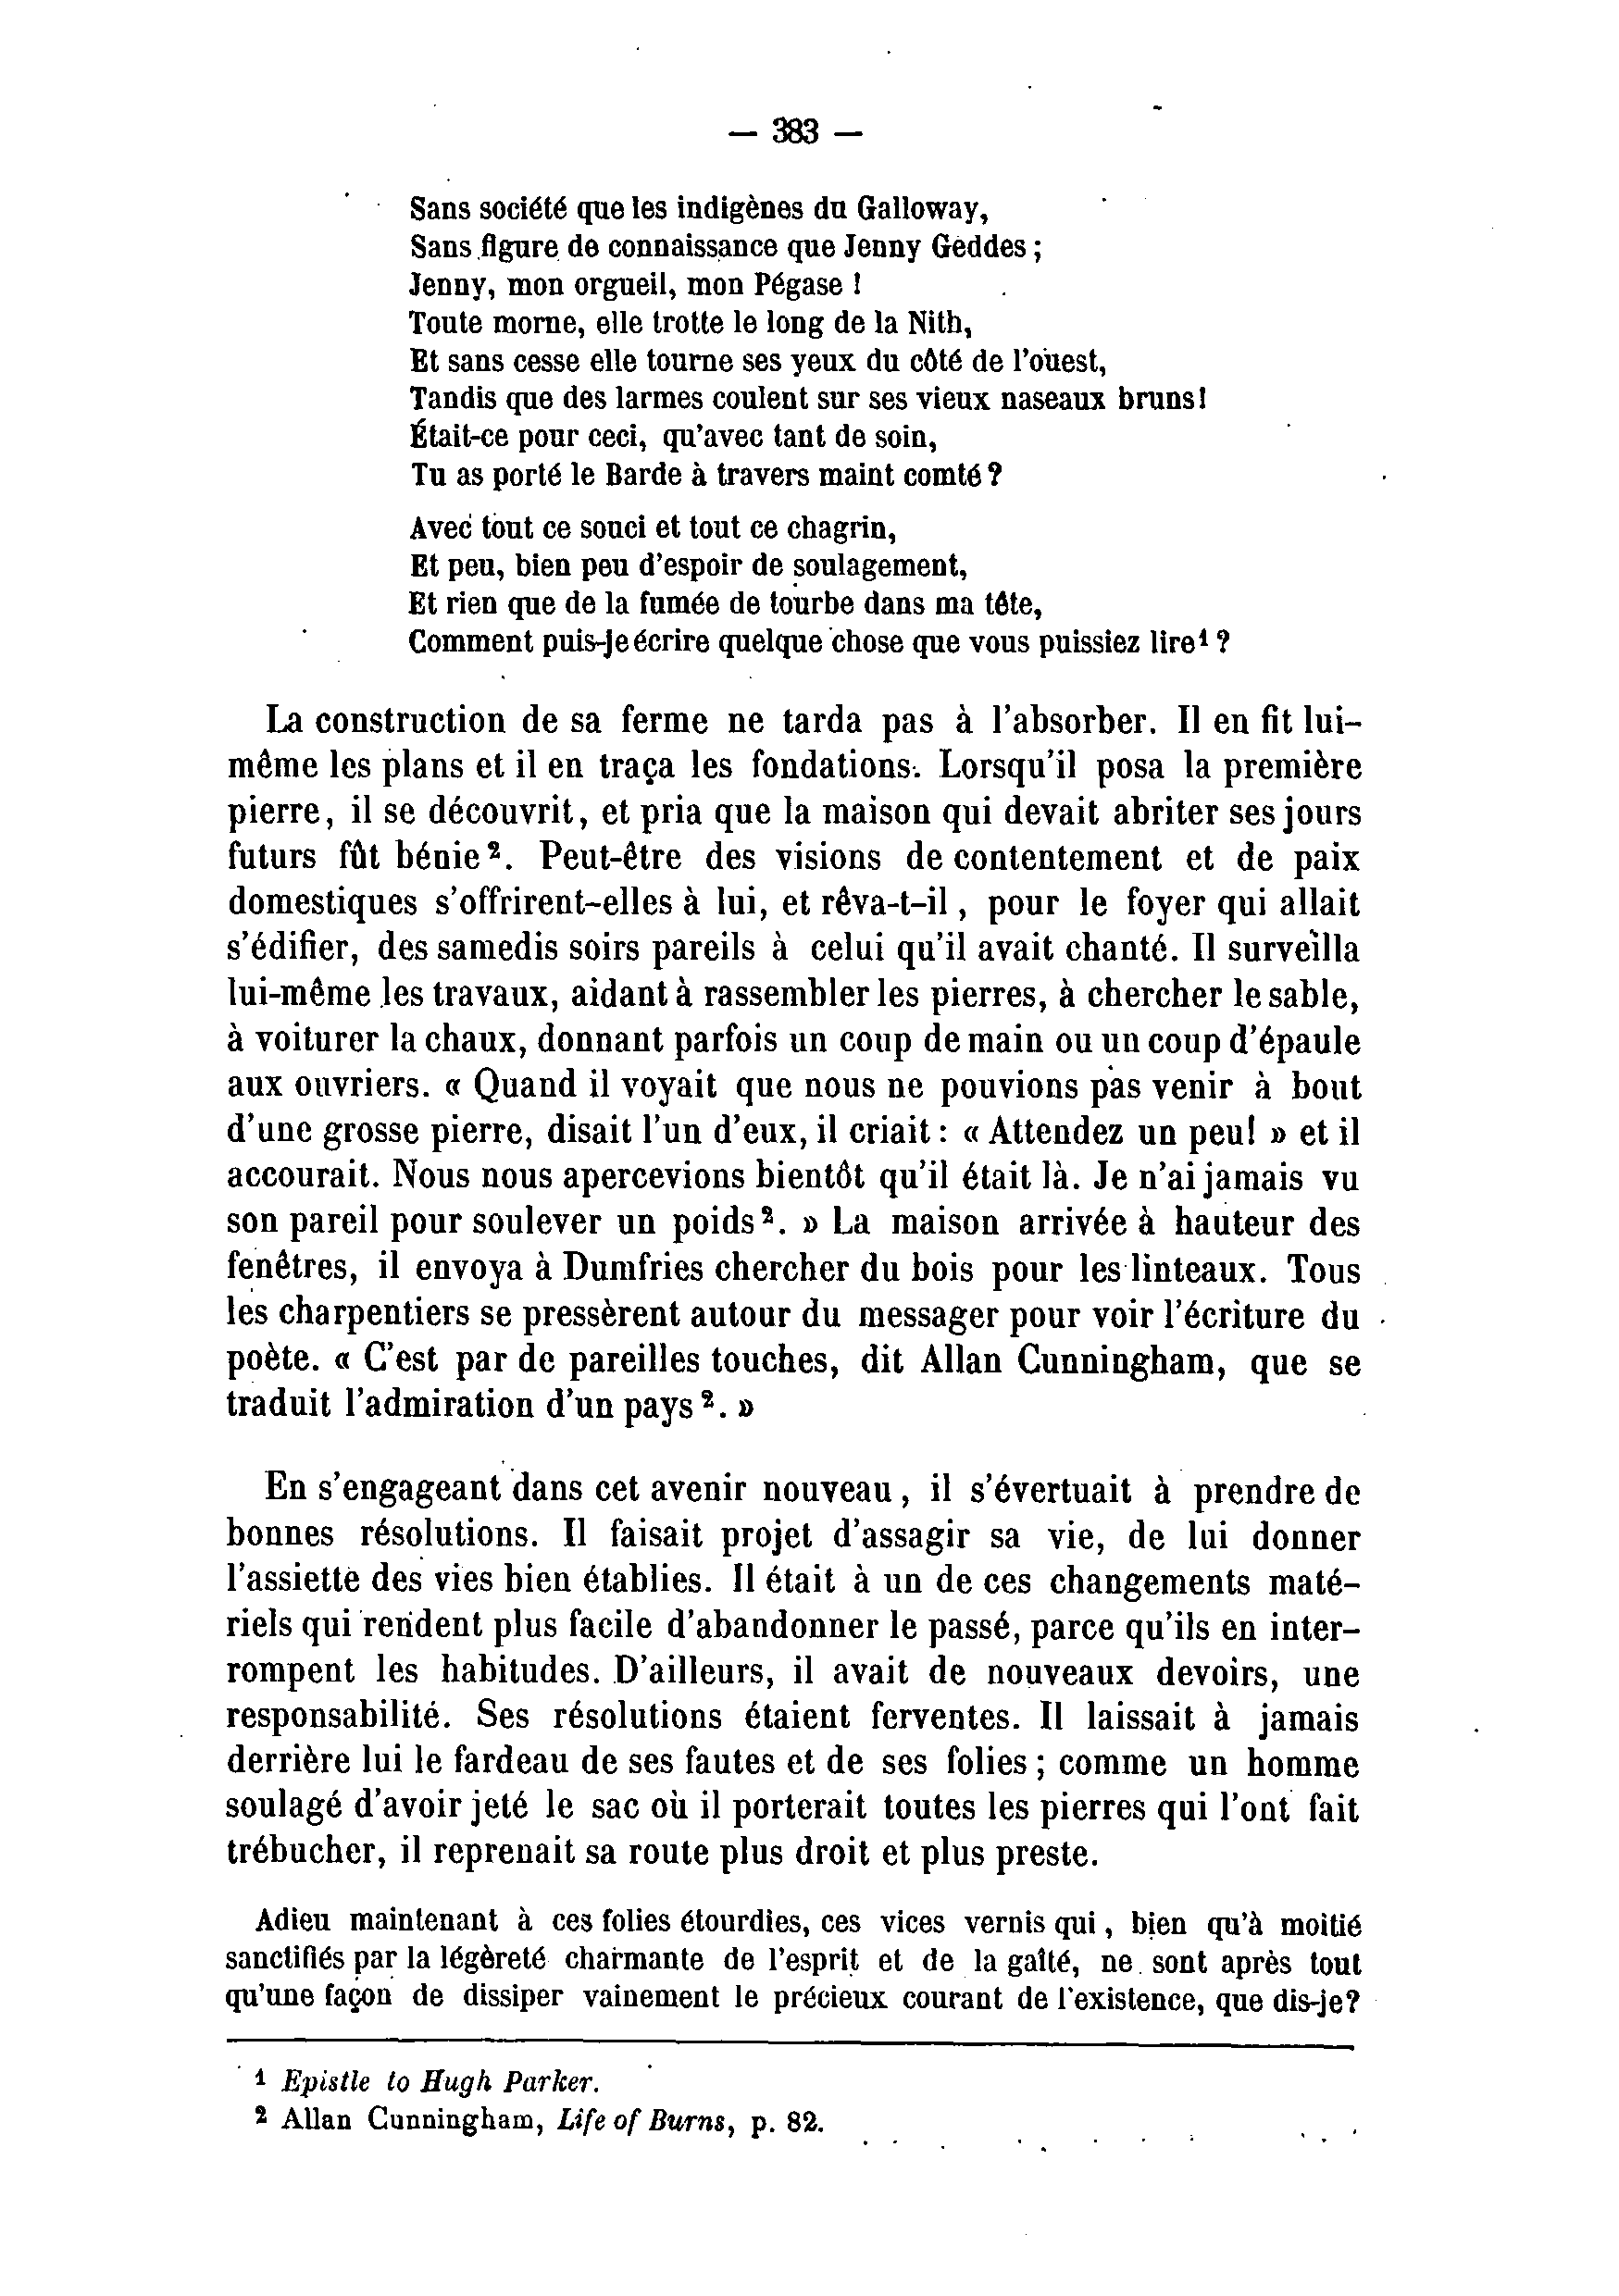 — 383 —
Sans société que les indigènes du Galloway,
Sans figure de connaissance que Jenny Geddes ;
Jenny, mon orgueil, mon Pégase !
Toute morne, elle trotte le long de la Nith,
Et sans cesse elle tourne ses yeux du côté de l'ouest,
Tandis que des larmes coulent sur ses vieux naseaux bruns!
Était-ce pour ceci, qu'avec tant de soin,
Tu as porté le Barde à travers maint comté ?
Avec tout ce souci et tout ce chagrin,
Et peu, bien peu d'espoir de soulagement,
Et rien que de la fumée de tourbe dans ma tête,
Comment puis-je écrire quelque chose que vous puissiez lire¹ ?
La construction de sa ferme ne tarda pas à l'absorber. Il en fit lui-
même les plans et il en traça les fondations. Lorsqu'il posa la première
pierre, il se découvrit, et pria que la maison qui devait abriter ses jours
futurs fût bénie². Peut-être des visions de contentement et de paix
domestiques s'offrirent-elles à lui, et rêva-t-il, pour le foyer qui allait
s'édifier, des samedis soirs pareils à celui qu'il avait chanté. Il surveilla
lui-même les travaux, aidant à rassembler les pierres, à chercher le sable,
à voiturer la chaux, donnant parfois un coup de main ou un coup d'épaule
aux ouvriers. « Quand il voyait que nous ne pouvions pas venir à bout
d'une grosse pierre, disait l'un d'eux, il criait : « Attendez un peu! » et il
accourait. Nous nous apercevions bientôt qu'il était là. Je n'ai jamais vu
son pareil pour soulever un poids². » La maison arrivée à hauteur des
fenêtres, il envoya à Dumfries chercher du bois pour les linteaux. Tous
les charpentiers se pressèrent autour du messager pour voir l'écriture du
poète. « C'est par de pareilles touches, dit Allan Cunningham, que se
traduit l'admiration d'un pays ². »
En s'engageant dans cet avenir nouveau, il s'évertuait à prendre de
bonnes résolutions. Il faisait projet d'assagir sa vie, de lui donner
l'assiette des vies bien établies. Il était à un de ces changements maté-
riels qui rendent plus facile d'abandonner le passé, parce qu'ils en inter-
rompent les habitudes. D'ailleurs, il avait de nouveaux devoirs, une
responsabilité. Ses résolutions étaient ferventes. Il laissait à jamais
derrière lui le fardeau de ses fautes et de ses folies ; comme un homme
soulagé d'avoir jeté le sac où il porterait toutes les pierres qui l'ont fait
trébucher, il reprenait sa route plus droit et plus preste.
Adieu maintenant à ces folies étourdies, ces vices vernis qui, bien qu'à moitié
sanctifiés par la légèreté charmante de l'esprit et de la gaîté, ne sont après tout
qu'une façon de dissiper vainement le précieux courant de l'existence, que dis-je?
¹ Epistle to Hugh Parker.
² Allan Cunningham, Life of Burns, p. 82.